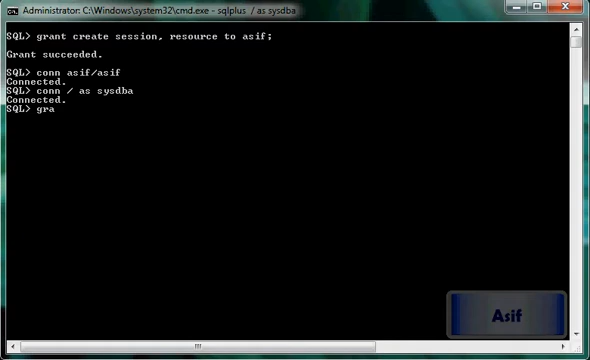 Administrator: C:\Windows\system32\cmd.exe - sqlplus / as sysdba
SQL> grant create session, resource to asif;
Grant succeeded.
SQL> conn asif/asif
Connected.
SQL> conn / as sysdba
Connected.
SQL> gra
Asif